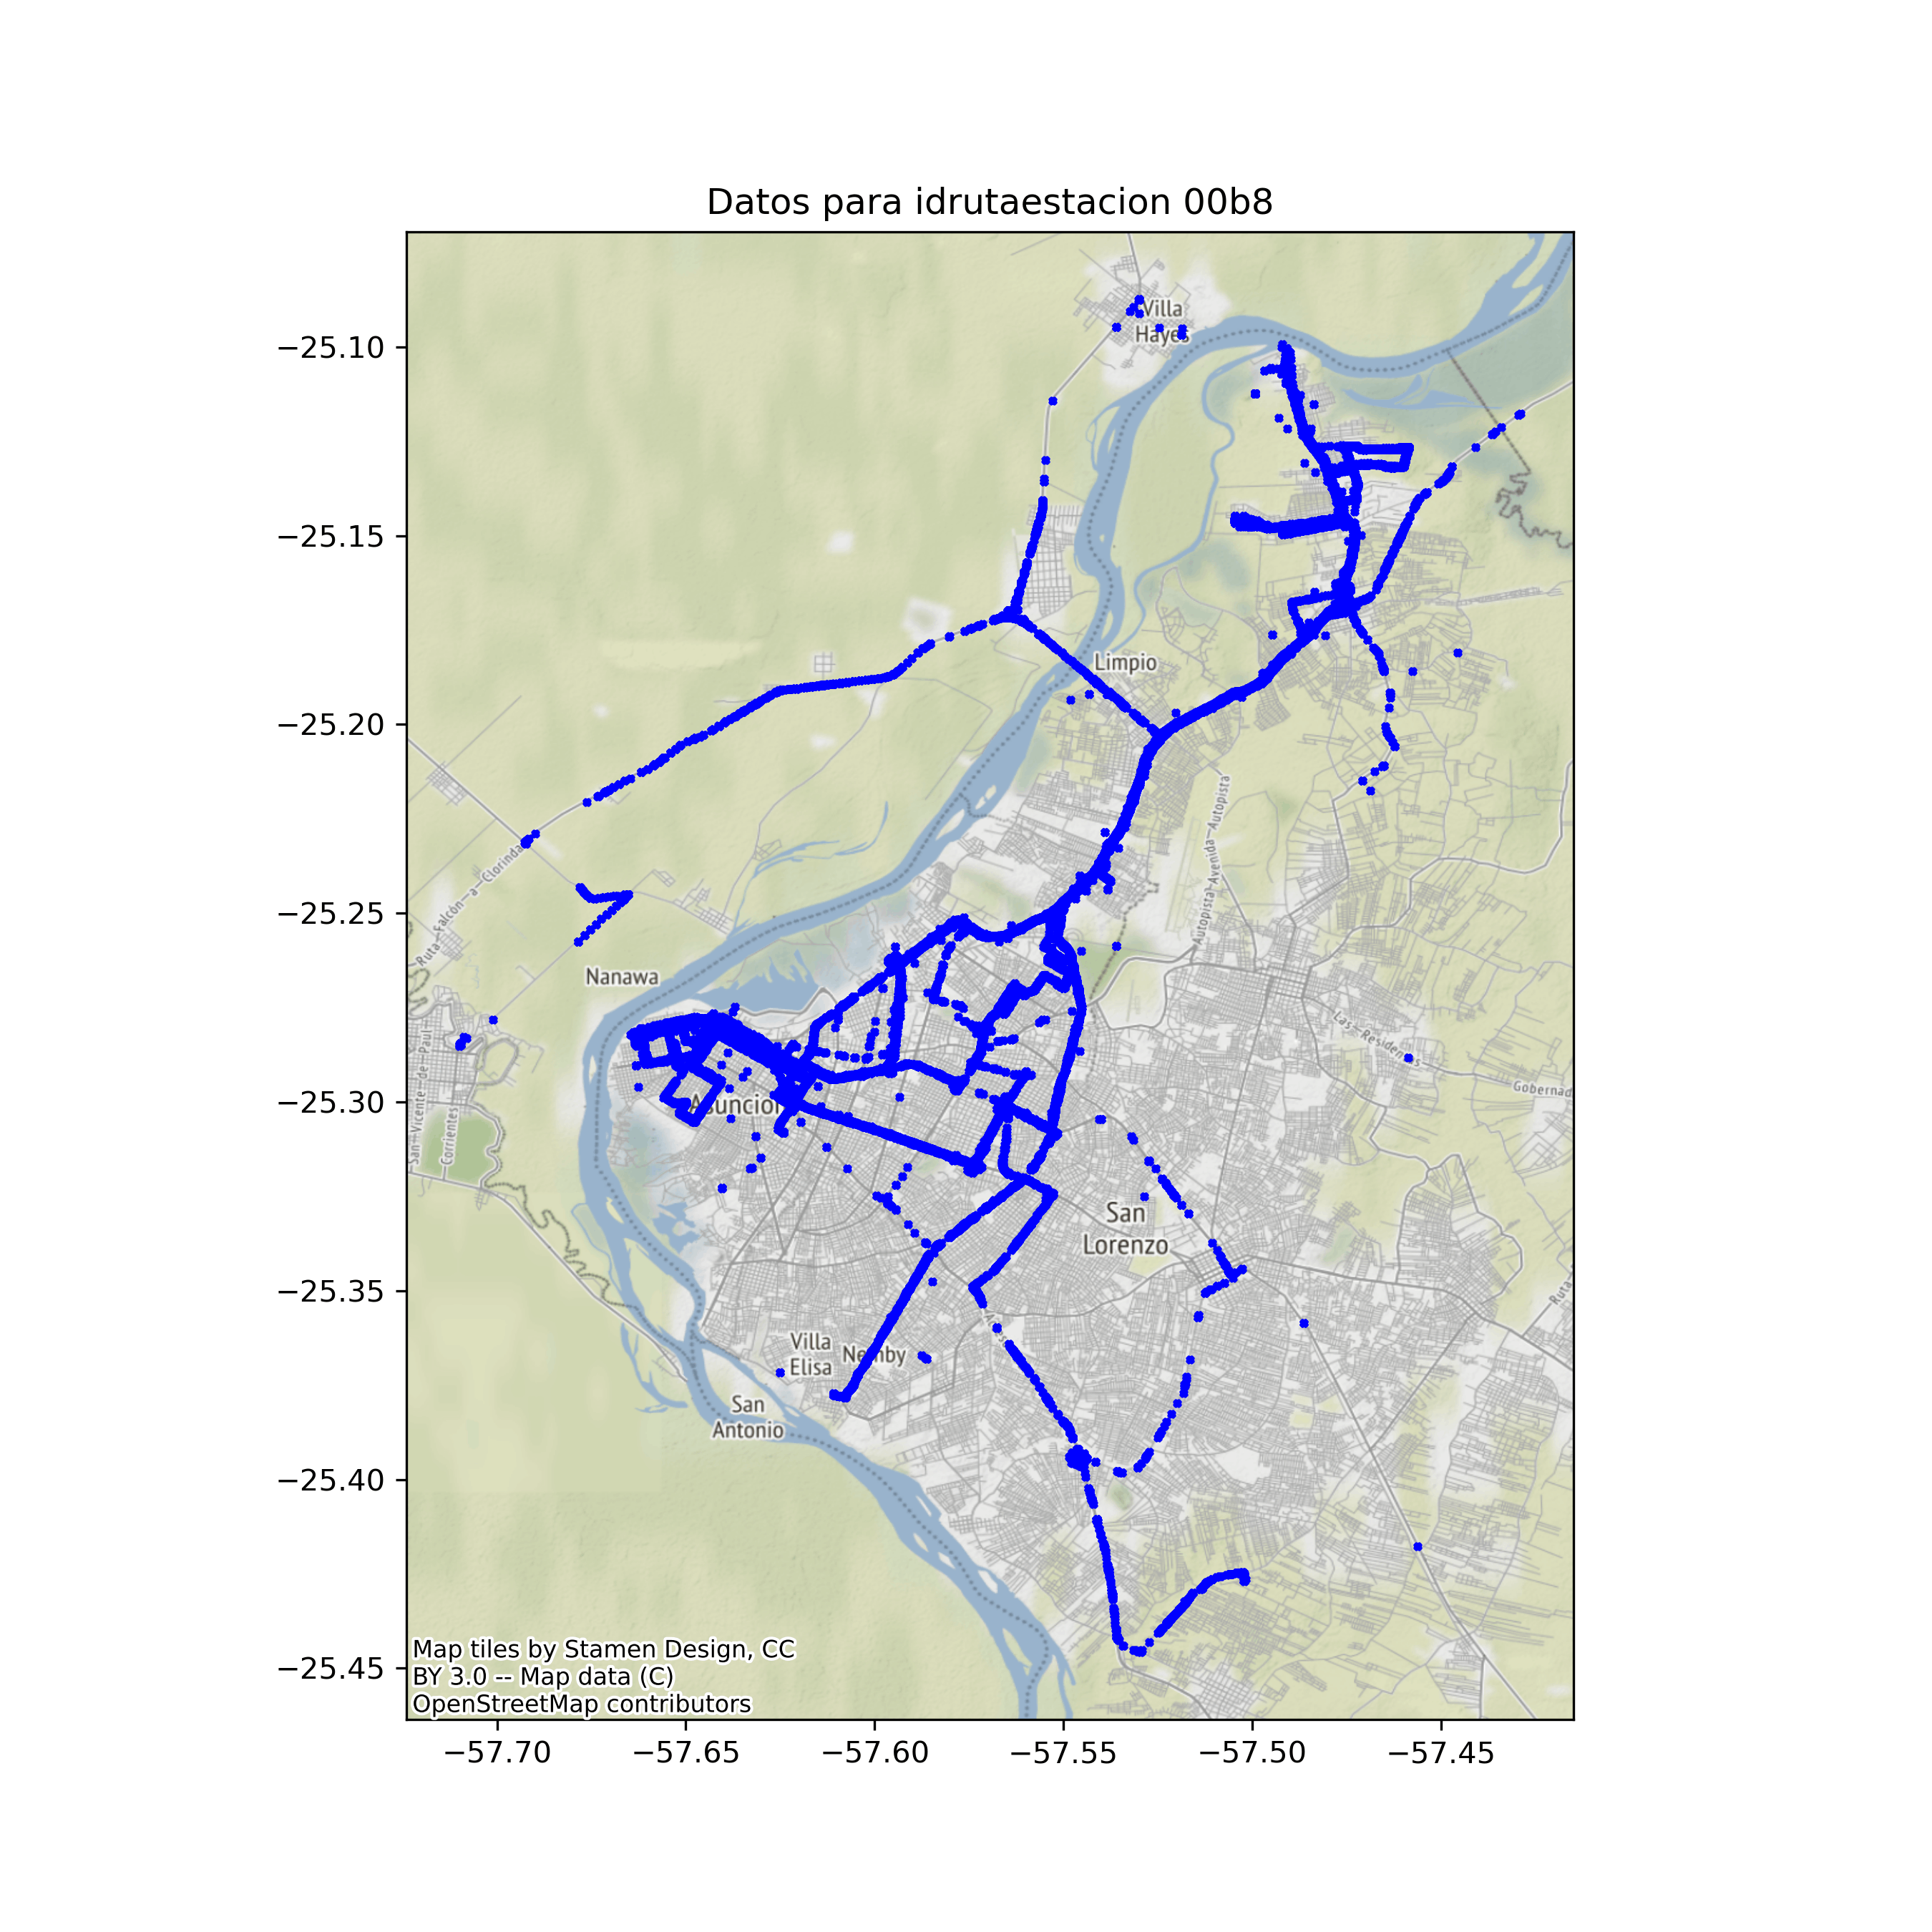 Datos para idrutaestacion 00b8
Villa
Hayes
−25.10
−25.15
Limpio
−25.20
Autopista—Avenida—Autopista
Ruta—Falcón—a—Clorinda
−25.25
Nanawa
Las—Residentes
−25.30
Asunción
San—Vicente—de—Paul
Corrientes
Gobernad
San
Lorenzo
Ruta
−25.35
Acceso
Villa
Elisa
Ñemby
San
Antonio
−25.40
−25.45
Map tiles by Stamen Design, CC
BY 3.0 -- Map data (C)
OpenStreetMap contributors
−57.70
−57.65
−57.60
−57.55
−57.50
−57.45